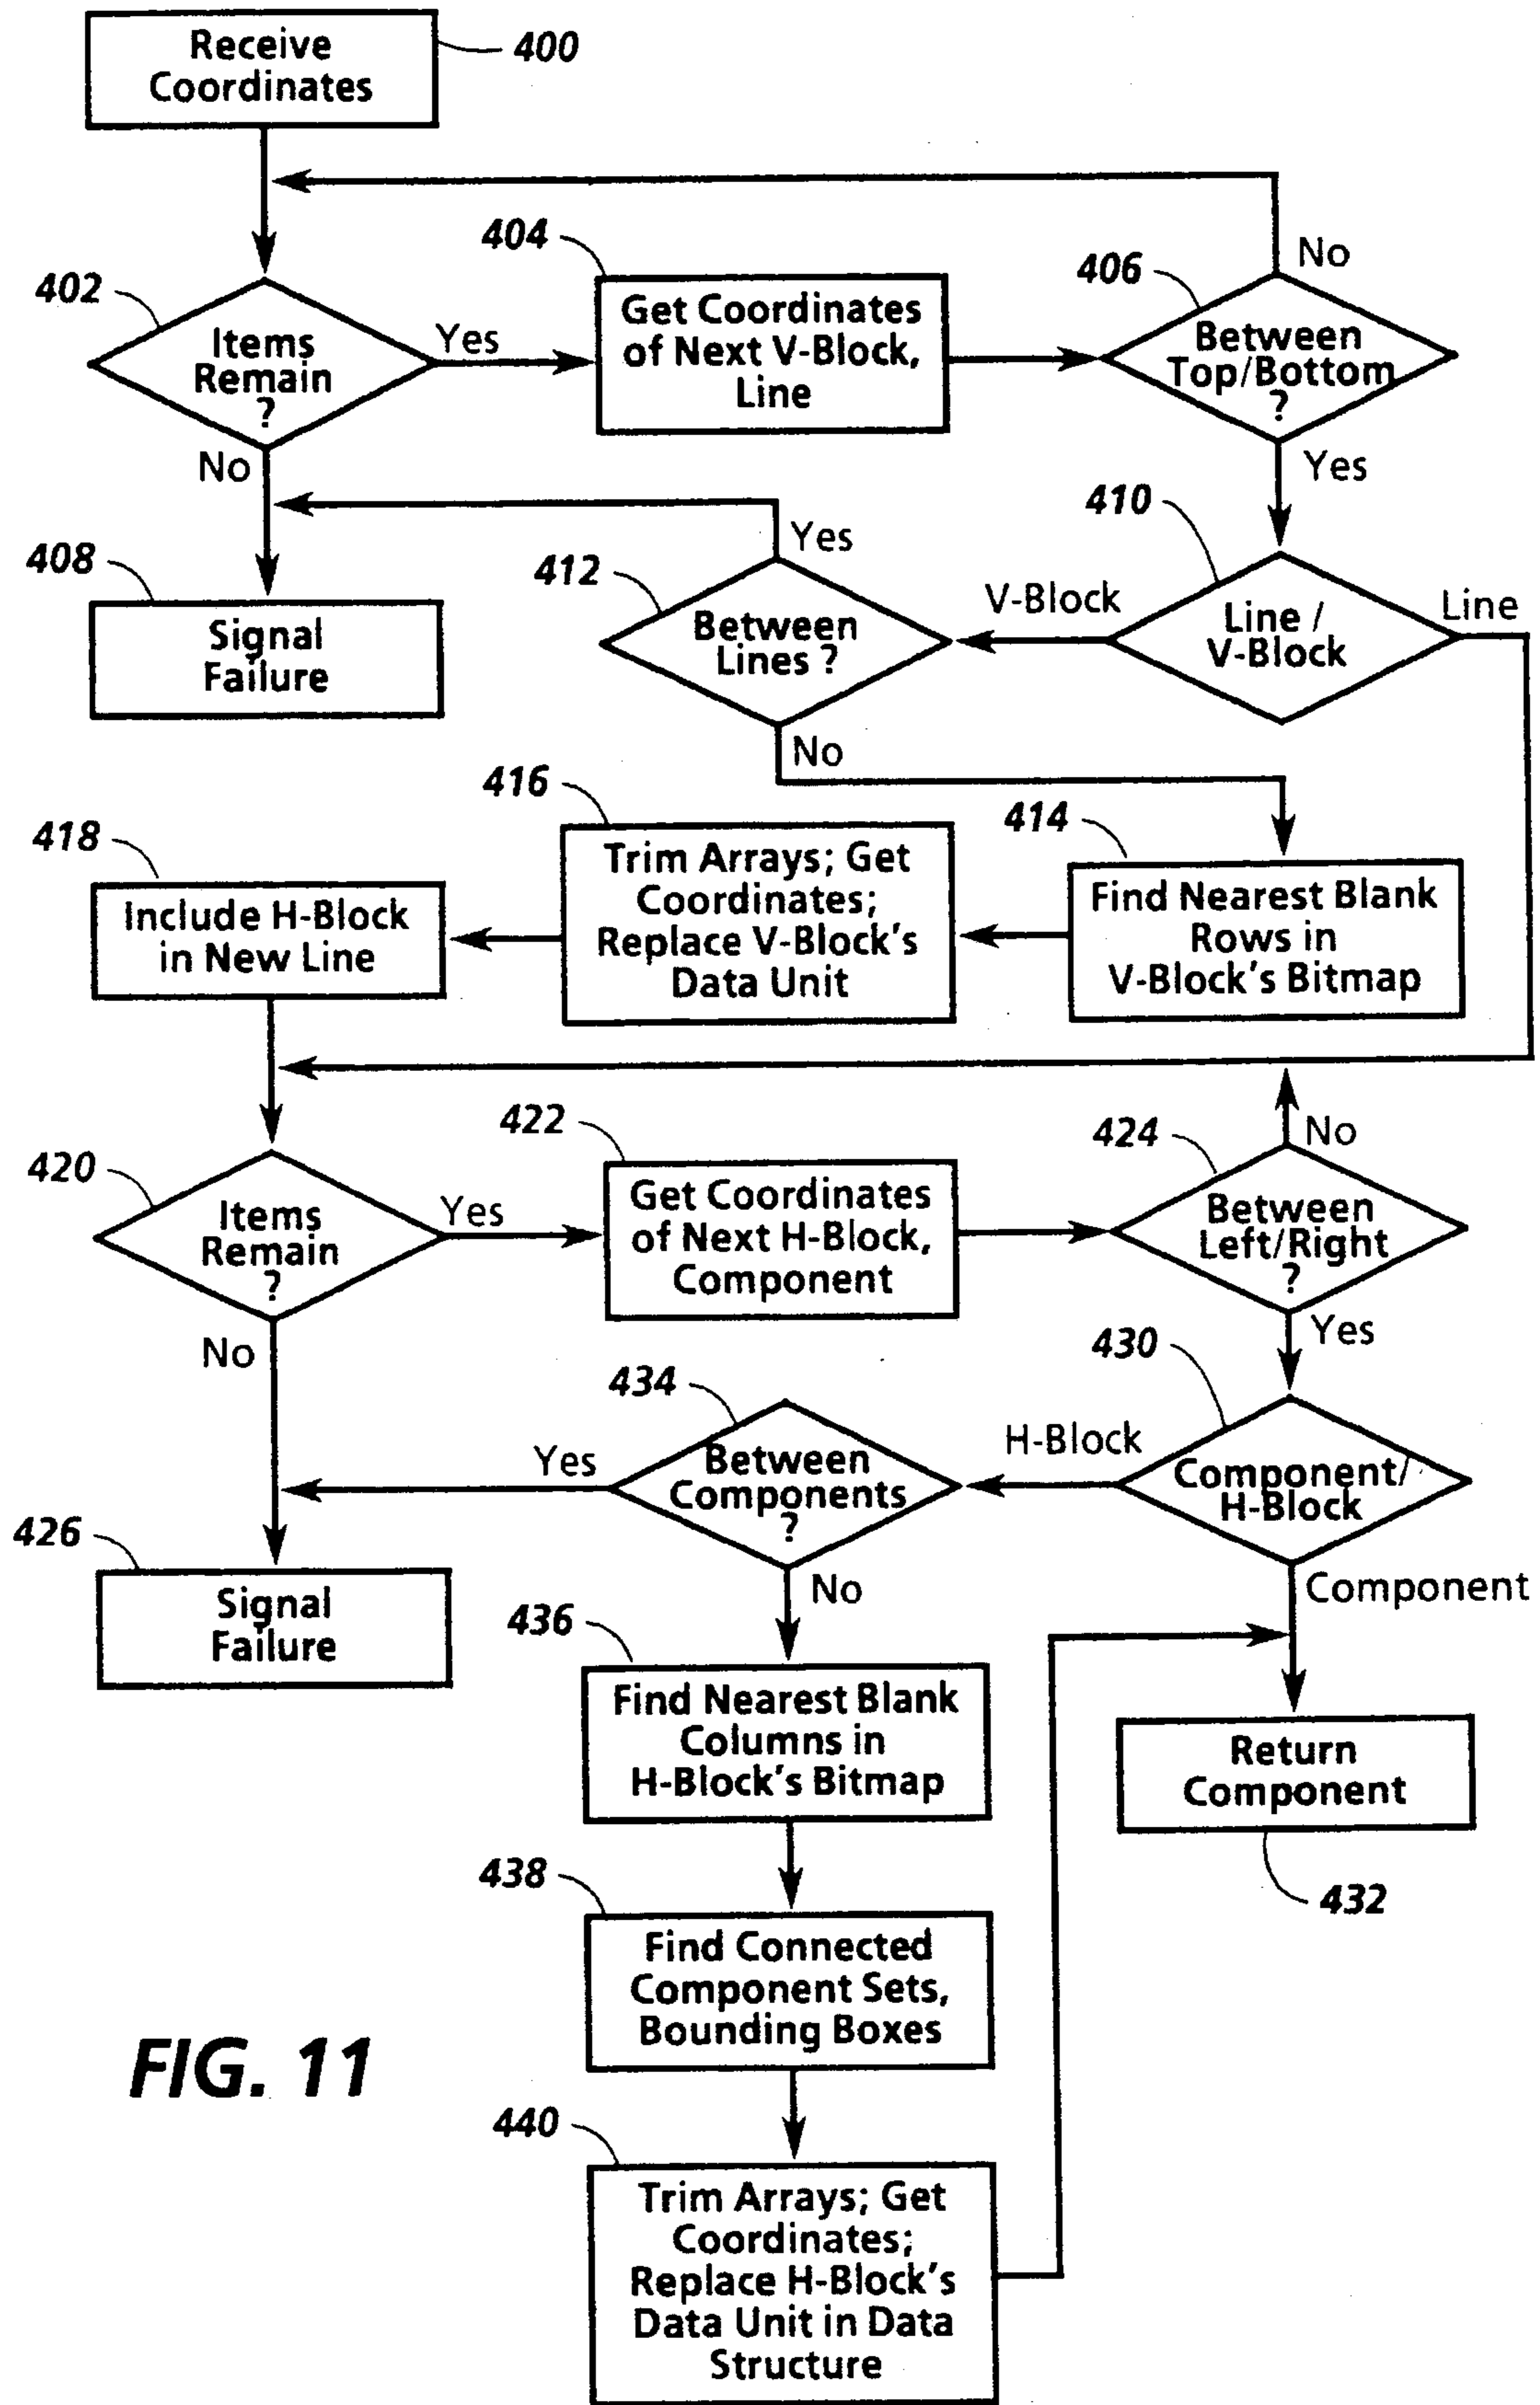 Receive
Coordinates
400
404
No
406
402
Items
Remain
?
Yes
Get Coordinates
of Next V-Block,
Line
Between
Top/Bottom
?
No
Yes
410
408
Signal
Failure
412
Yes
Between
Lines ?
V-Block
Line /
V-Block
Line
No
416
414
418
Include H-Block
in New Line
Trim Arrays; Get
Coordinates;
Replace V-Block's
Data Unit
Find Nearest Blank
Rows in
V-Block's Bitmap
422
424
No
420
Items
Remain
?
Yes
Get Coordinates
of Next H-Block,
Component
Between
Left/Right
?
No
Yes
430
434
Yes
Between
Components
?
H-Block
Component/
H-Block
426
Signal
Failure
No
Component
436
Find Nearest Blank
Columns in
H-Block's Bitmap
Return
Component
432
438
Find Connected
Component Sets,
Bounding Boxes
FIG. 11
440
Trim Arrays; Get
Coordinates;
Replace H-Block's
Data Unit in Data
Structure